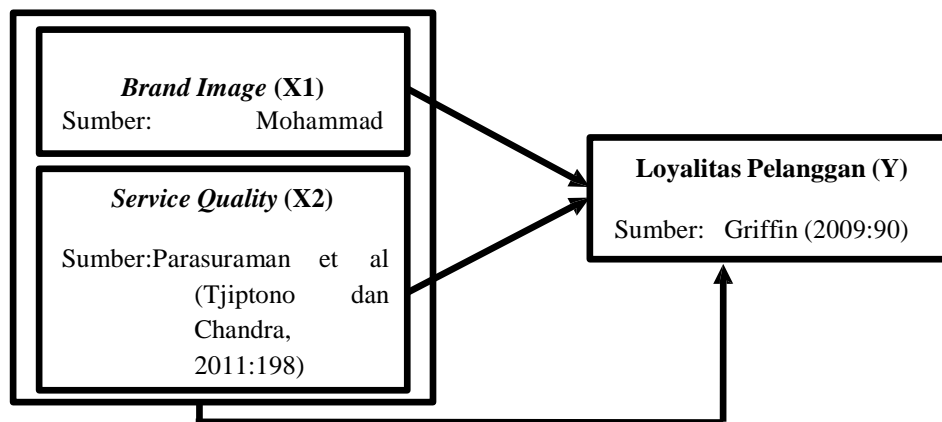 Brand Image (X1)
Sumber: Mohammad
Service Quality (X2)
Sumber:Parasuraman et al
(Tjiptono dan
Chandra,
2011:198)
Loyalitas Pelanggan (Y)
Sumber: Griffin (2009:90)